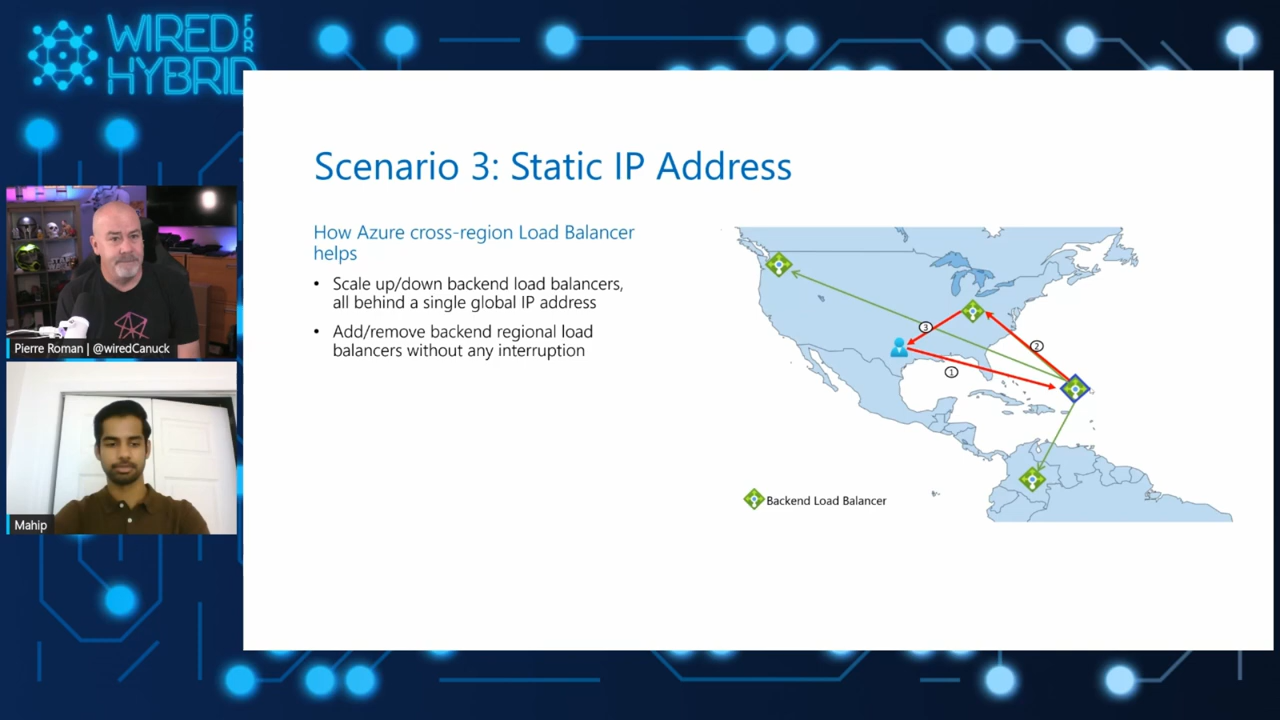 WIRED FOR
HYBRID
Scenario 3: Static IP Address
How Azure cross-region Load Balancer
helps
• Scale up/down backend load balancers,
all behind a single global IP address
• Add/remove backend regional load
balancers without any interruption
3
2
1
Backend Load Balancer
Pierre Roman | @wiredCanuck
Mahip